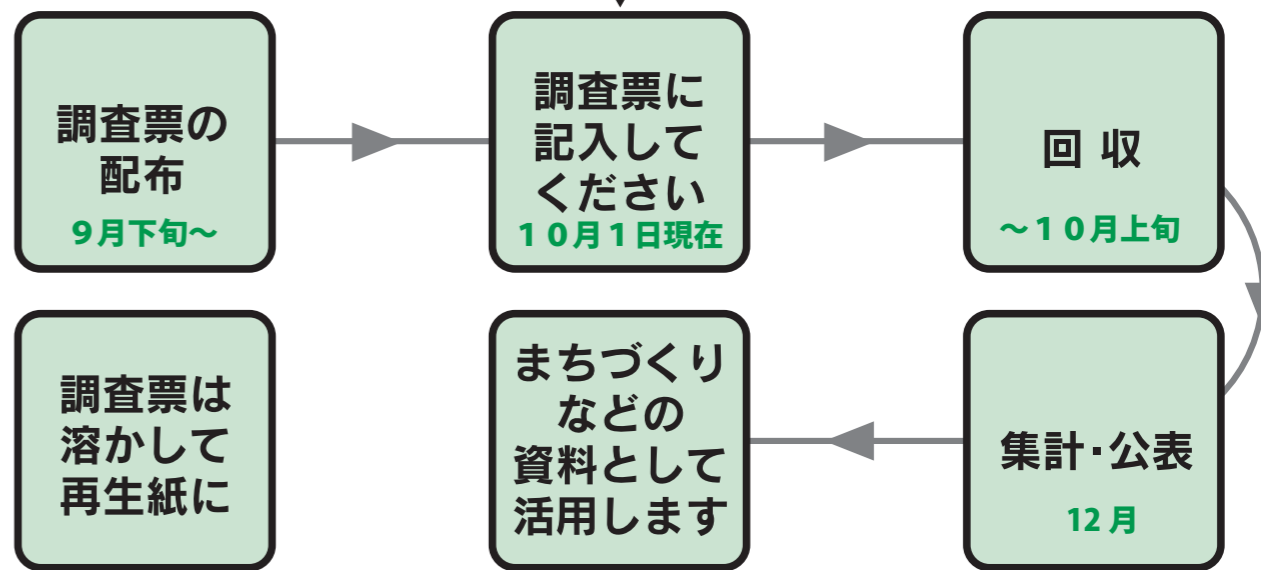 調査票の
配布
９月下旬～
調査票に
記入して
ください
１０月１日現在
回 収
～１０月上旬
調査票は
溶かして
再生紙に
まちづくり
などの
資料として
活用します
集計・公表
12 月